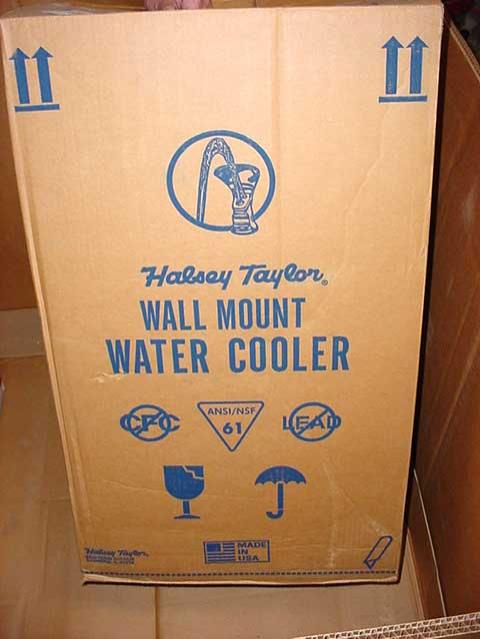 Halsey Taylor®
WALL MOUNT
WATER COOLER
CFC
ANSI/NSF
61
LEAD
MADE
IN
USA
Halsey Taylor®